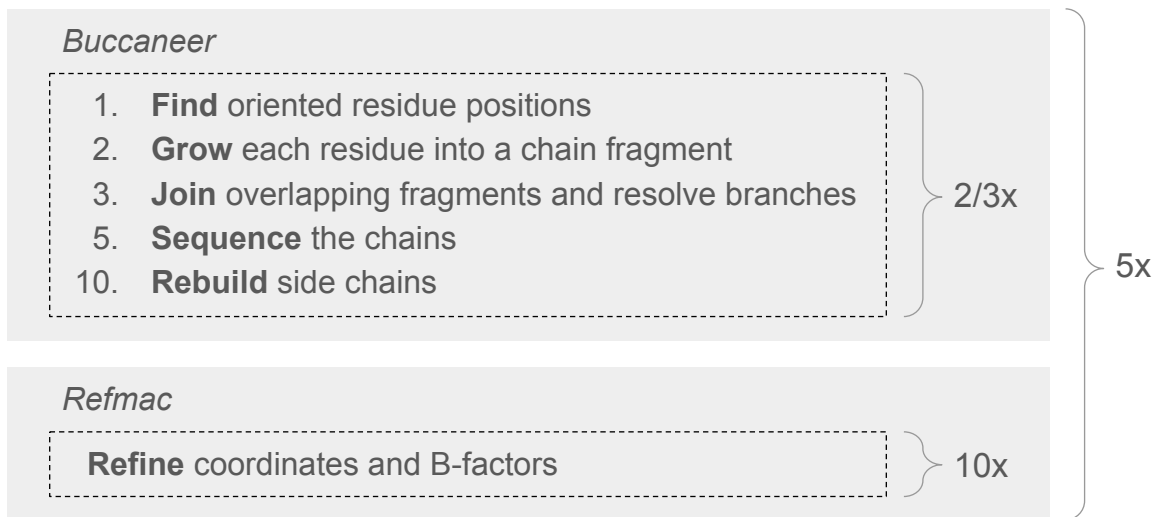 Buccaneer
1. Find oriented residue positions
2. Grow each residue into a chain fragment
3. Join overlapping fragments and resolve branches
5. Sequence the chains
10. Rebuild side chains
2/3x
5x
Refmac
Refine coordinates and B-factors
10x